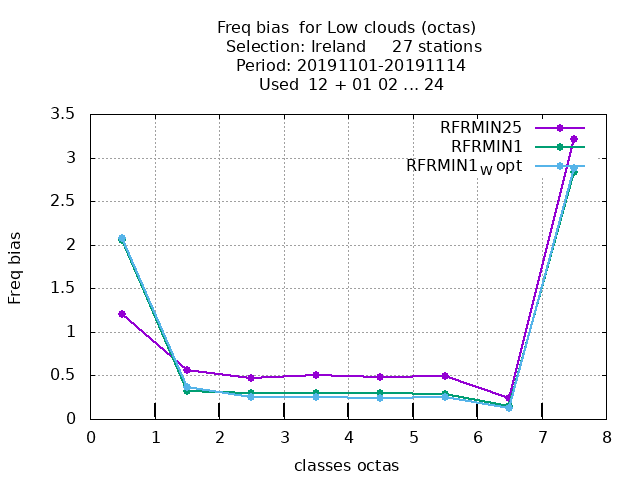 Freq bias  for Low clouds (octas)
Selection: Ireland     27 stations
Period: 20191101-20191114
Used  12 + 01 02 ... 24
RFRMIN25
RFRMIN1
RFRMIN1W opt
3.5
3
2.5
2
1.5
1
0.5
0
Freq bias
0 1 2 3 4 5 6 7 8
classes octas